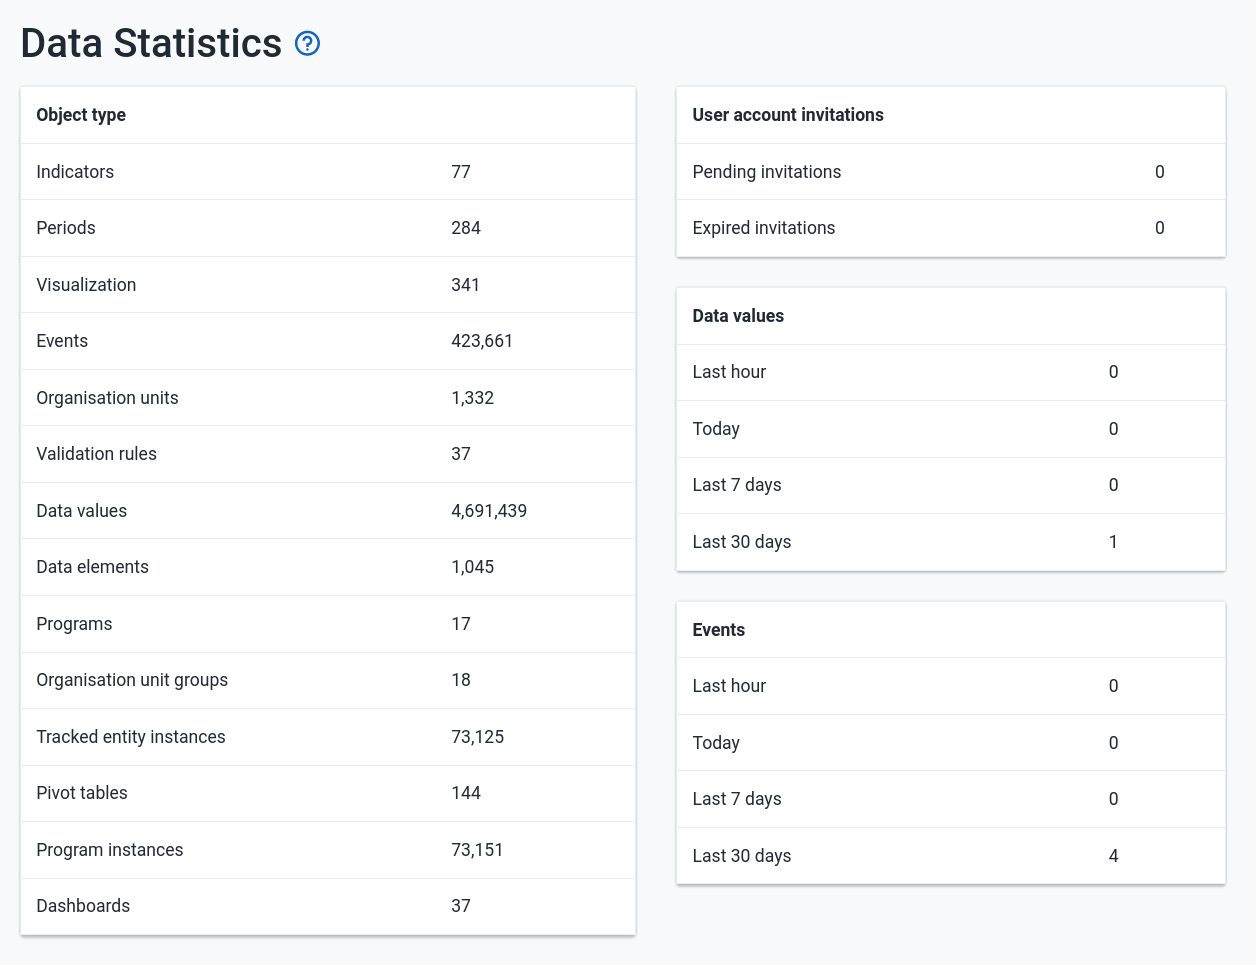 Data Statistics
Object type
Indicators 77
Periods 284
Visualization 341
Events 423,661
Organisation units 1,332
Validation rules 37
Data values 4,691,439
Data elements 1,045
Programs 17
Organisation unit groups 18
Tracked entity instances 73,125
Pivot tables 144
Program instances 73,151
Dashboards 37
User account invitations
Pending invitations 0
Expired invitations 0
Data values
Last hour 0
Today 0
Last 7 days 0
Last 30 days 1
Events
Last hour 0
Today 0
Last 7 days 0
Last 30 days 4